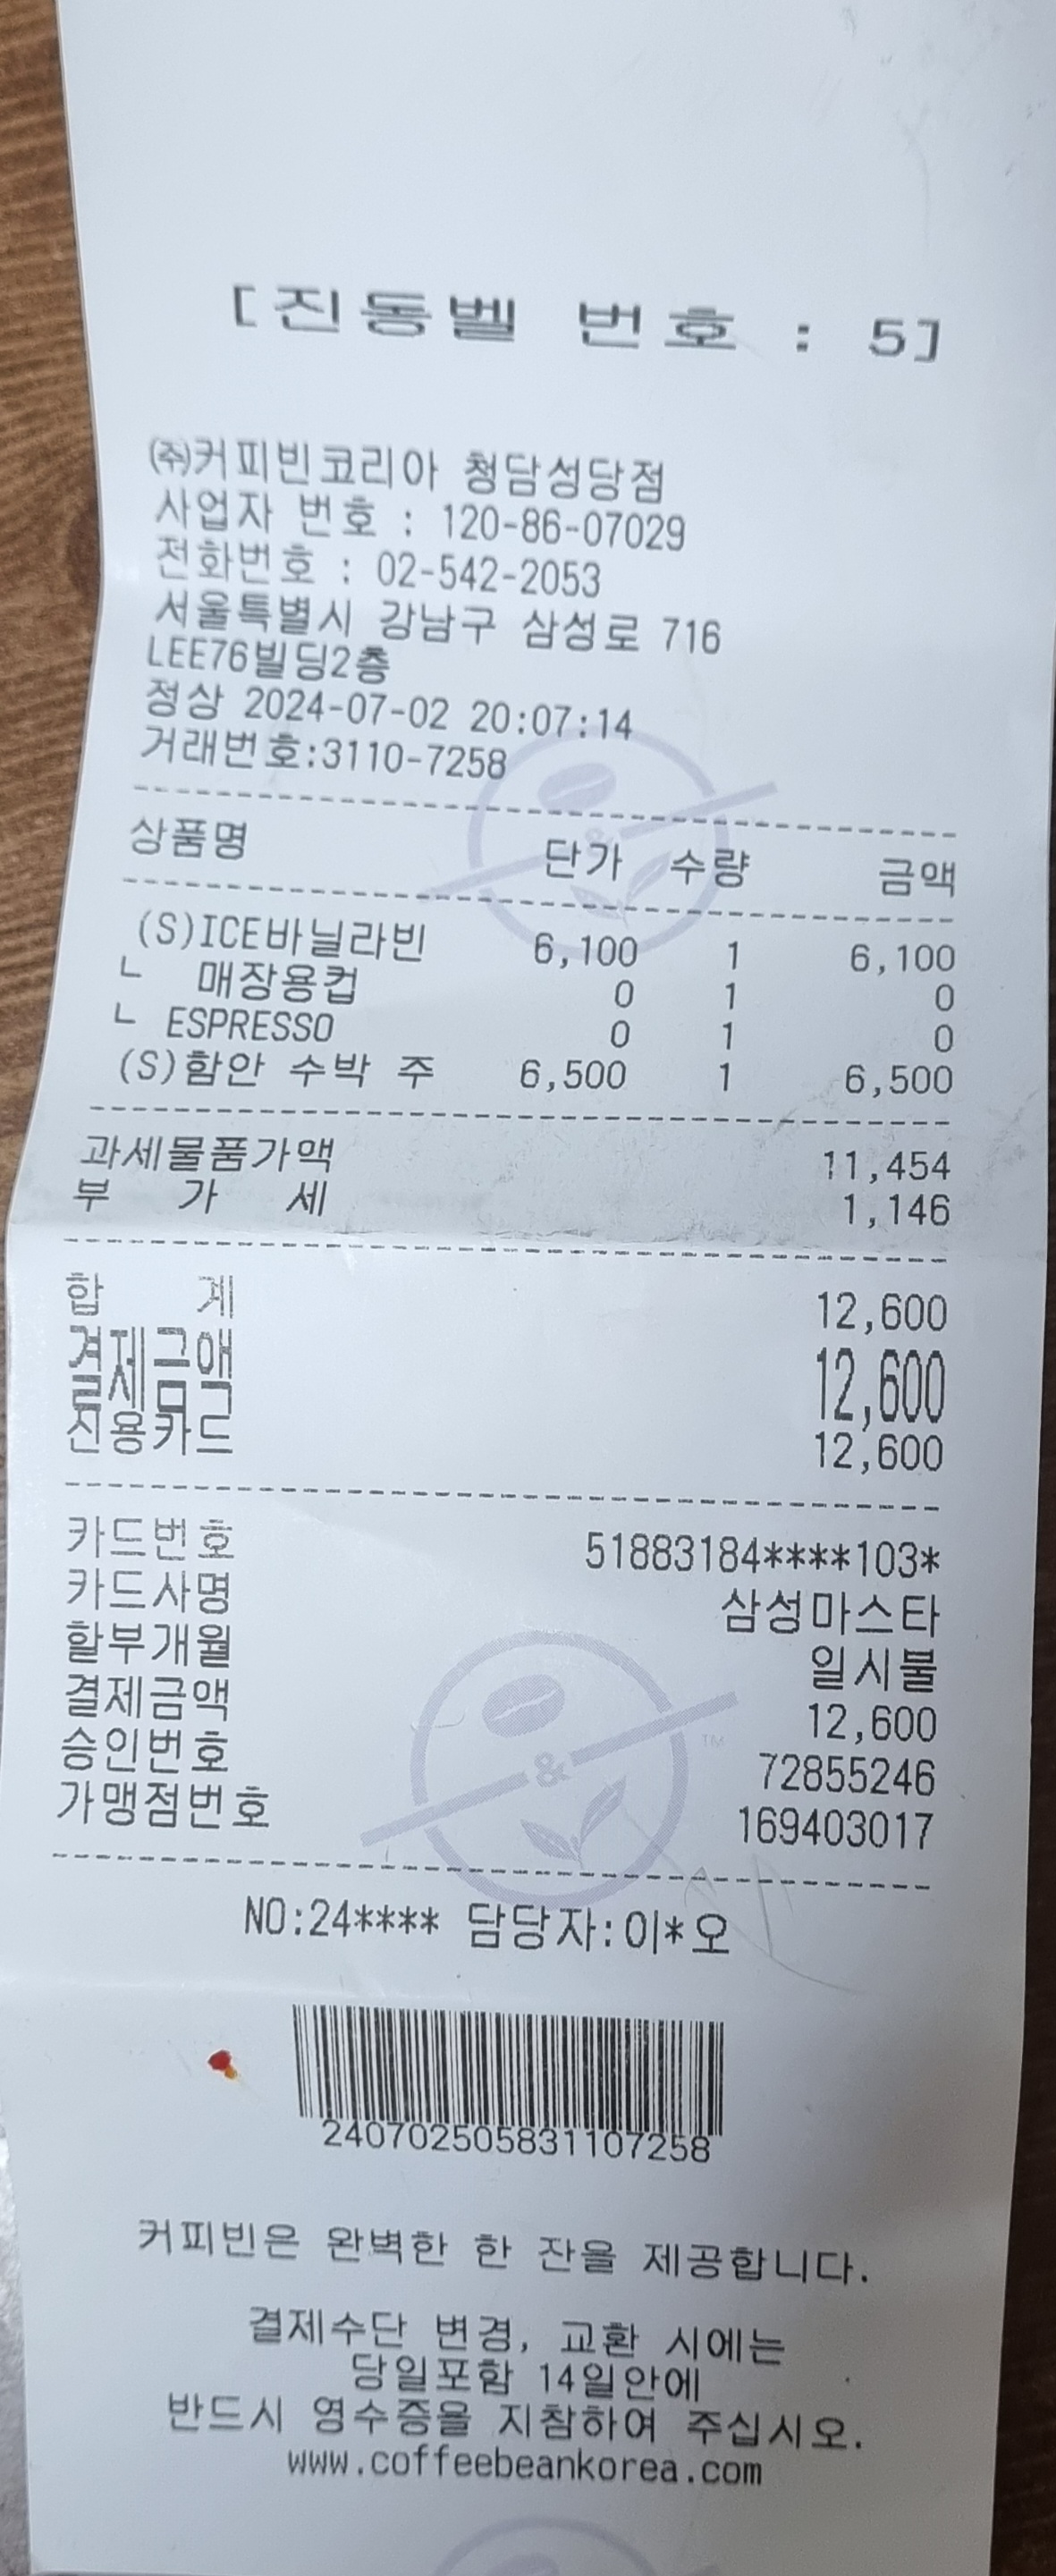 [진동벨 번호 : 5]
㈜커피빈코리아 청담성당점
사업자 번호 : 120-86-07029
전화번호 : 02-542-2053
서울특별시 강남구 삼성로 716
LEE76빌딩2층
정상 2024-07-02 20:07:14
거래번호:3110-7258
상품명 단가 수량 금액
(S)ICE바닐라빈 6,100 1 6,100
ㄴ 매장용컵 0 1 0
ㄴ ESPRESSO 0 1 0
(S)함안 수박 주 6,500 1 6,500
과세물품가액 11,454
부 가 세 1,146
합 계 12,600
결제금액 12,600
신용카드 12,600
카드번호 51883184****103*
카드사명 삼성마스타
할부개월 일시불
결제금액 12,600
승인번호 72855246
가맹점번호 169403017
NO:24**** 담당자:이*오
240702505831107258
커피빈은 완벽한 한 잔을 제공합니다.
결제수단 변경, 교환 시에는
당일포함 14일안에
반드시 영수증을 지참하여 주십시오.
www.coffeebeankorea.com